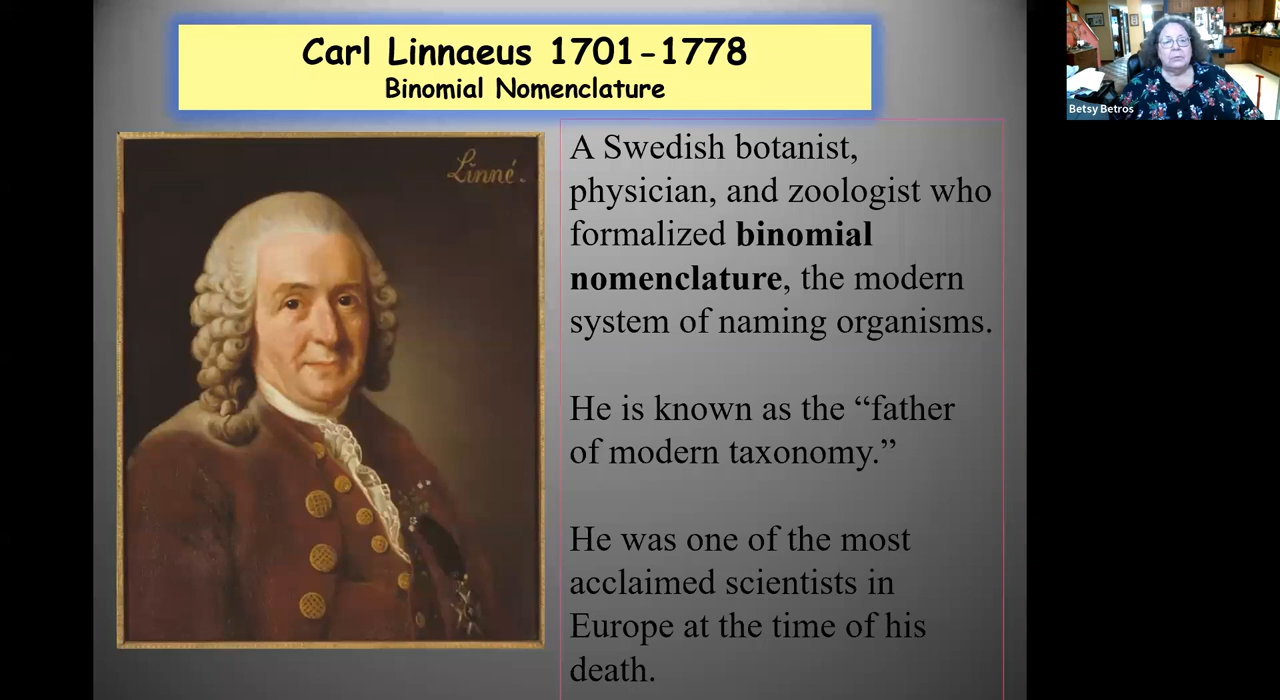 Carl Linnaeus 1701-1778
Binomial Nomenclature
Linné.
A Swedish botanist,
physician, and zoologist who
formalized binomial
nomenclature, the modern
system of naming organisms.
He is known as the “father
of modern taxonomy.”
He was one of the most
acclaimed scientists in
Europe at the time of his
death.
Betsy Betros